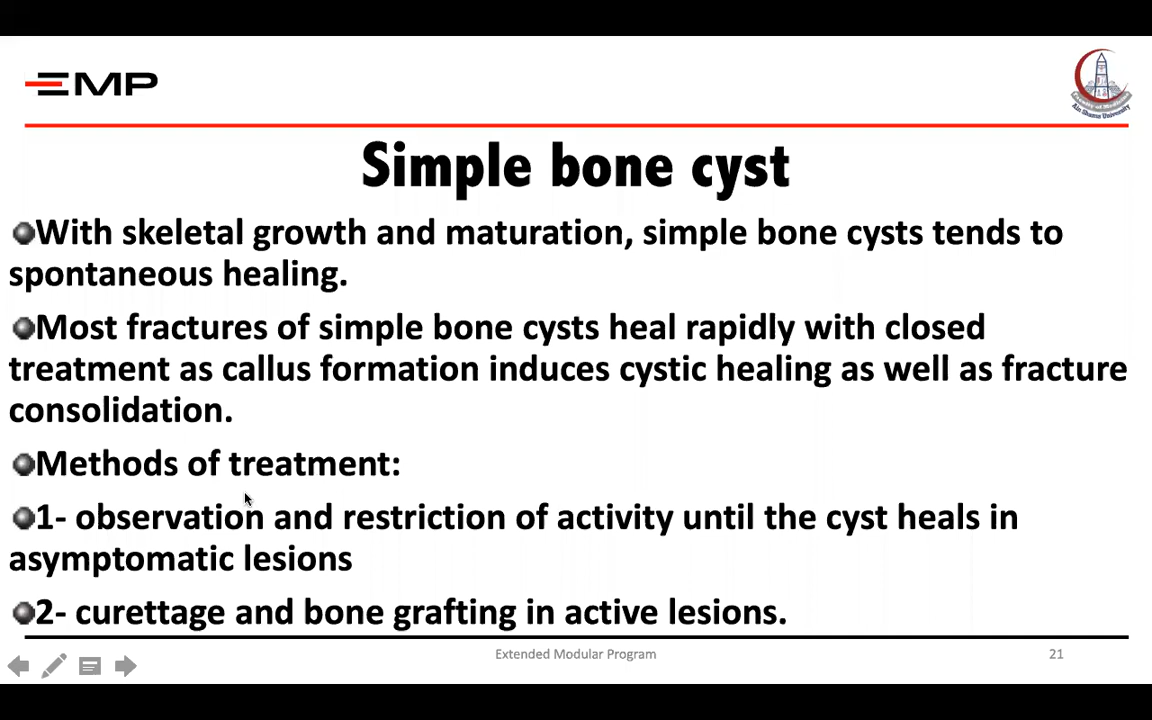 EMP
Ain Shams University
Simple bone cyst
With skeletal growth and maturation, simple bone cysts tends to
spontaneous healing.
Most fractures of simple bone cysts heal rapidly with closed
treatment as callus formation induces cystic healing as well as fracture
consolidation.
Methods of treatment:
1- observation and restriction of activity until the cyst heals in
asymptomatic lesions
2- curettage and bone grafting in active lesions.
Extended Modular Program
21